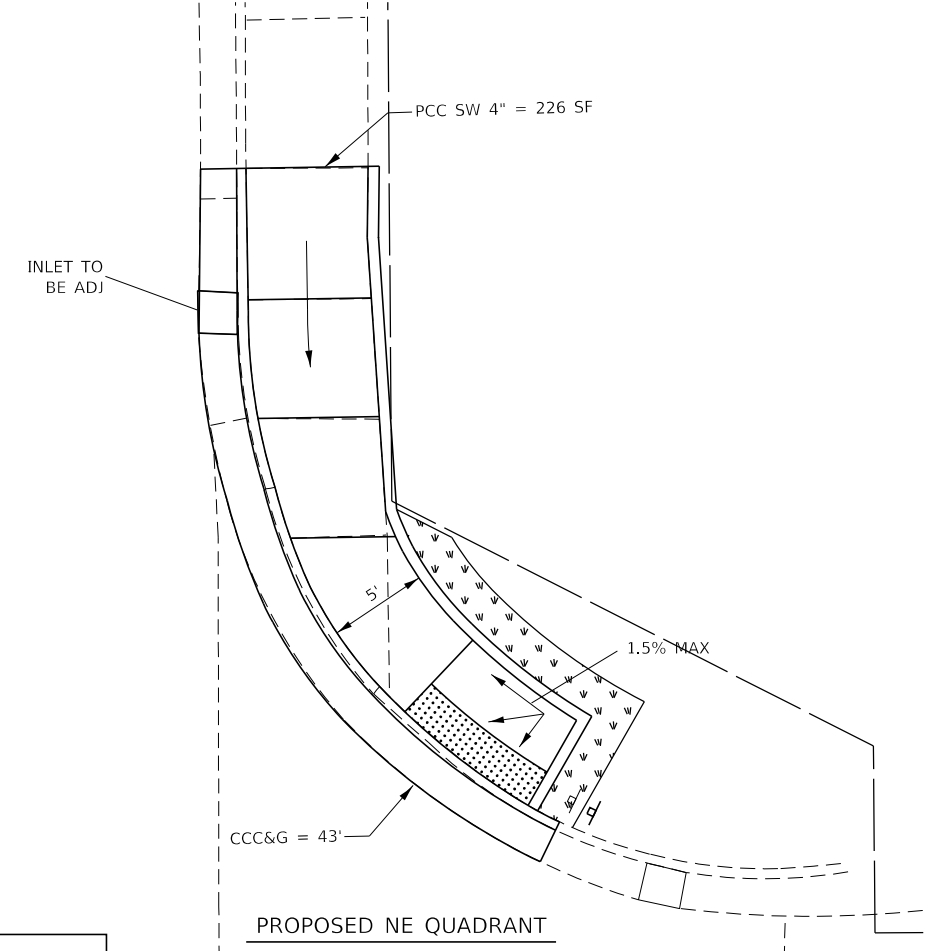 PCC SW 4" = 226 SF
INLET TO
BE ADJ
5'
1.5% MAX
CCC&G = 43'
PROPOSED NE QUADRANT